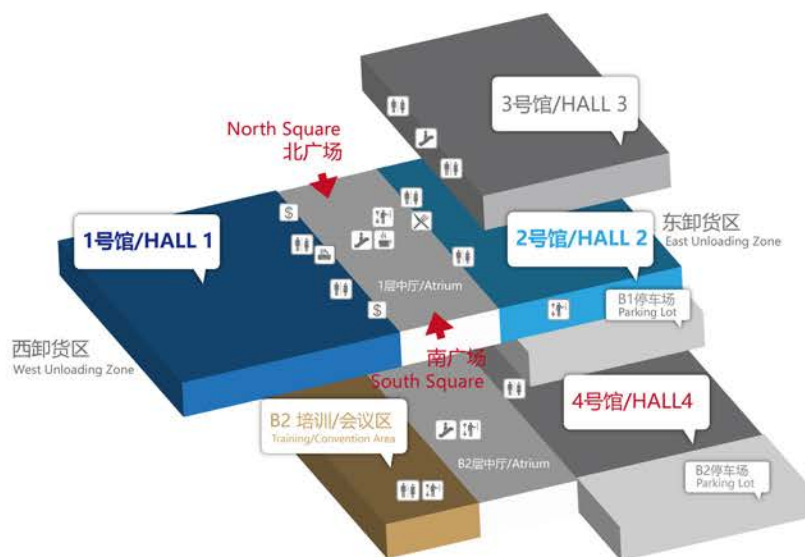 3号馆/HALL 3
North Square
北广场
1号馆/HALL 1
$
2号馆/HALL 2
东卸货区
East Unloading Zone
1层中厅/Atrium
B1停车场
Parking Lot
$
西卸货区
West Unloading Zone
南广场
South Square
4号馆/HALL4
B2 培训/会议区
Training/Convention Area
B2层中厅/Atrium
B2停车场
Parking Lot